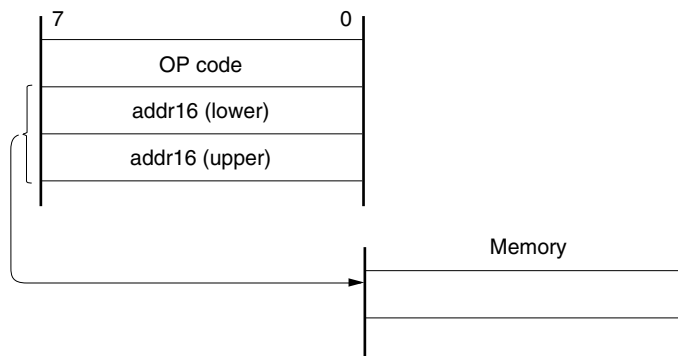 7 0
OP code
addr16 (lower)
addr16 (upper)
Memory